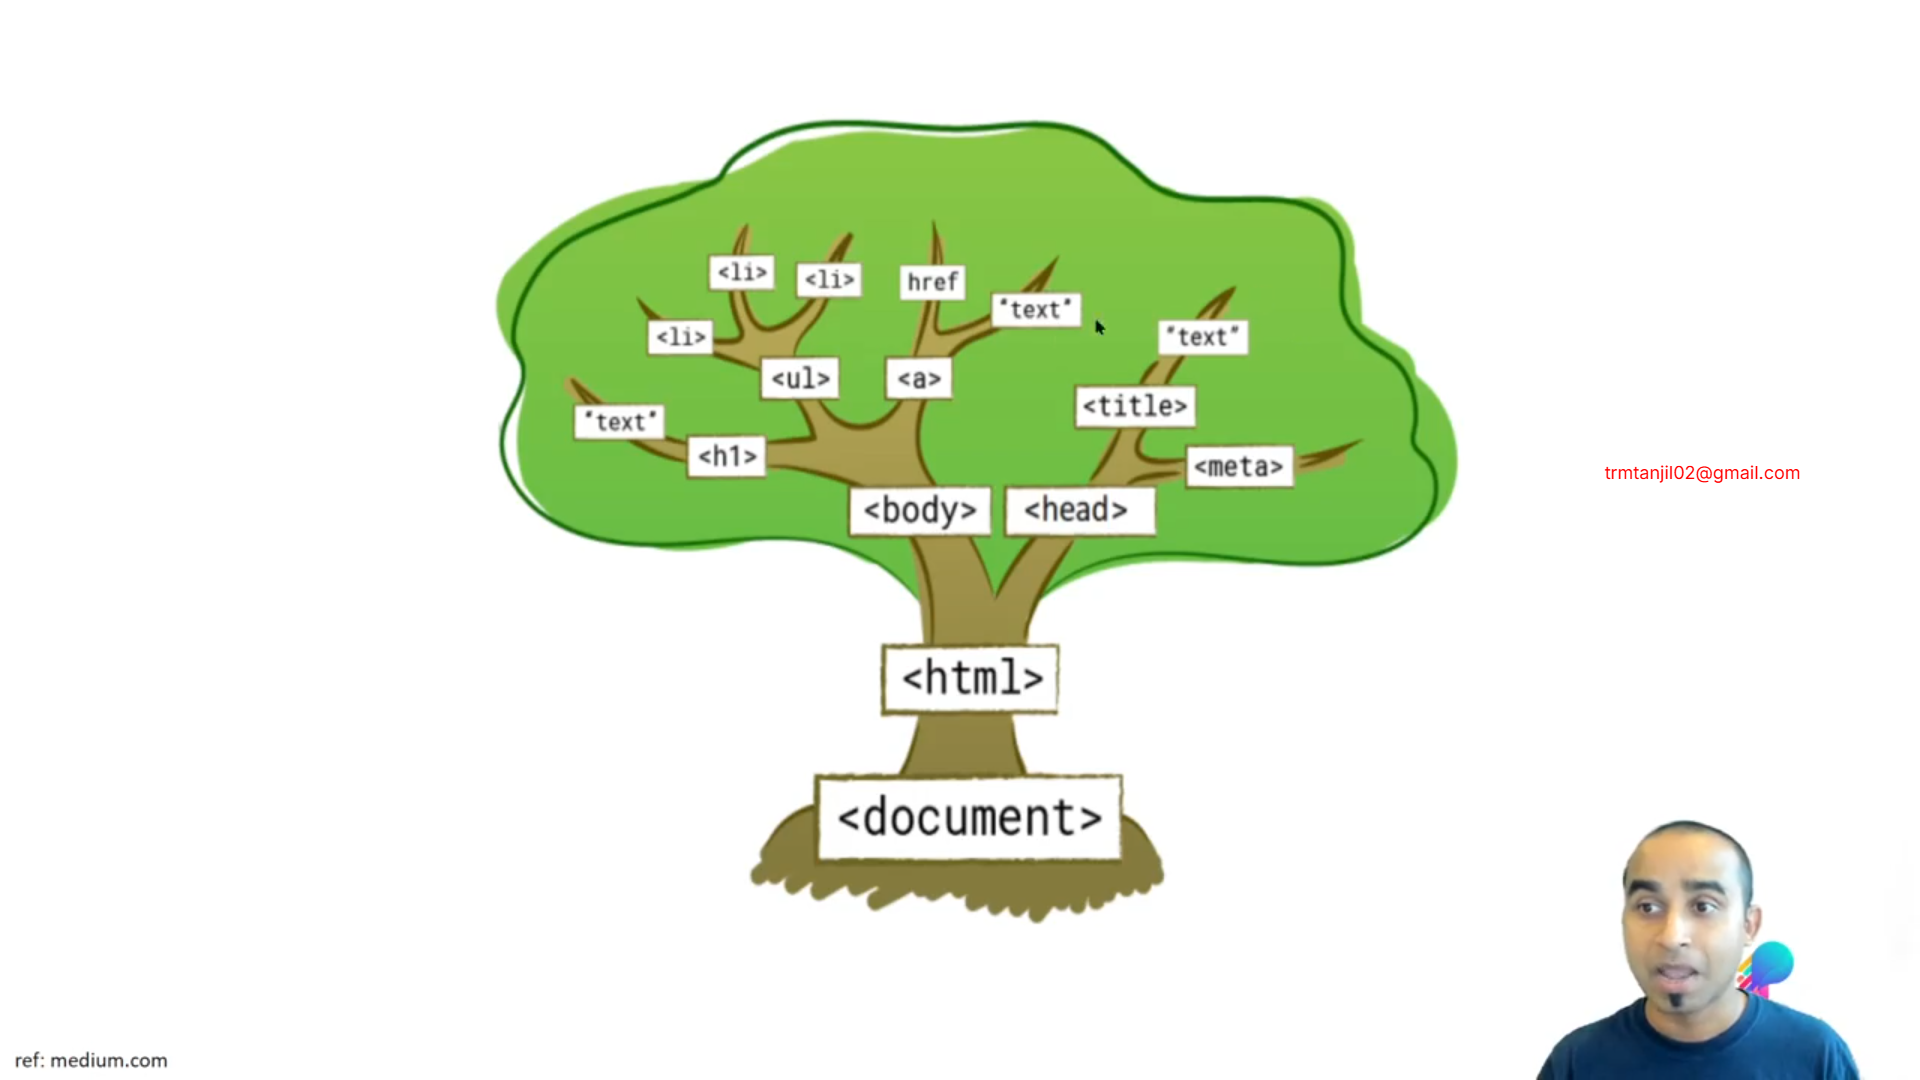 <li>
<li>
href
"text"
<li>
"text"
<ul>
<a>
<title>
"text"
<h1>
<meta>
trmtanjil02@gmail.com
<body>
<head>
<html>
<document>
ref: medium.com